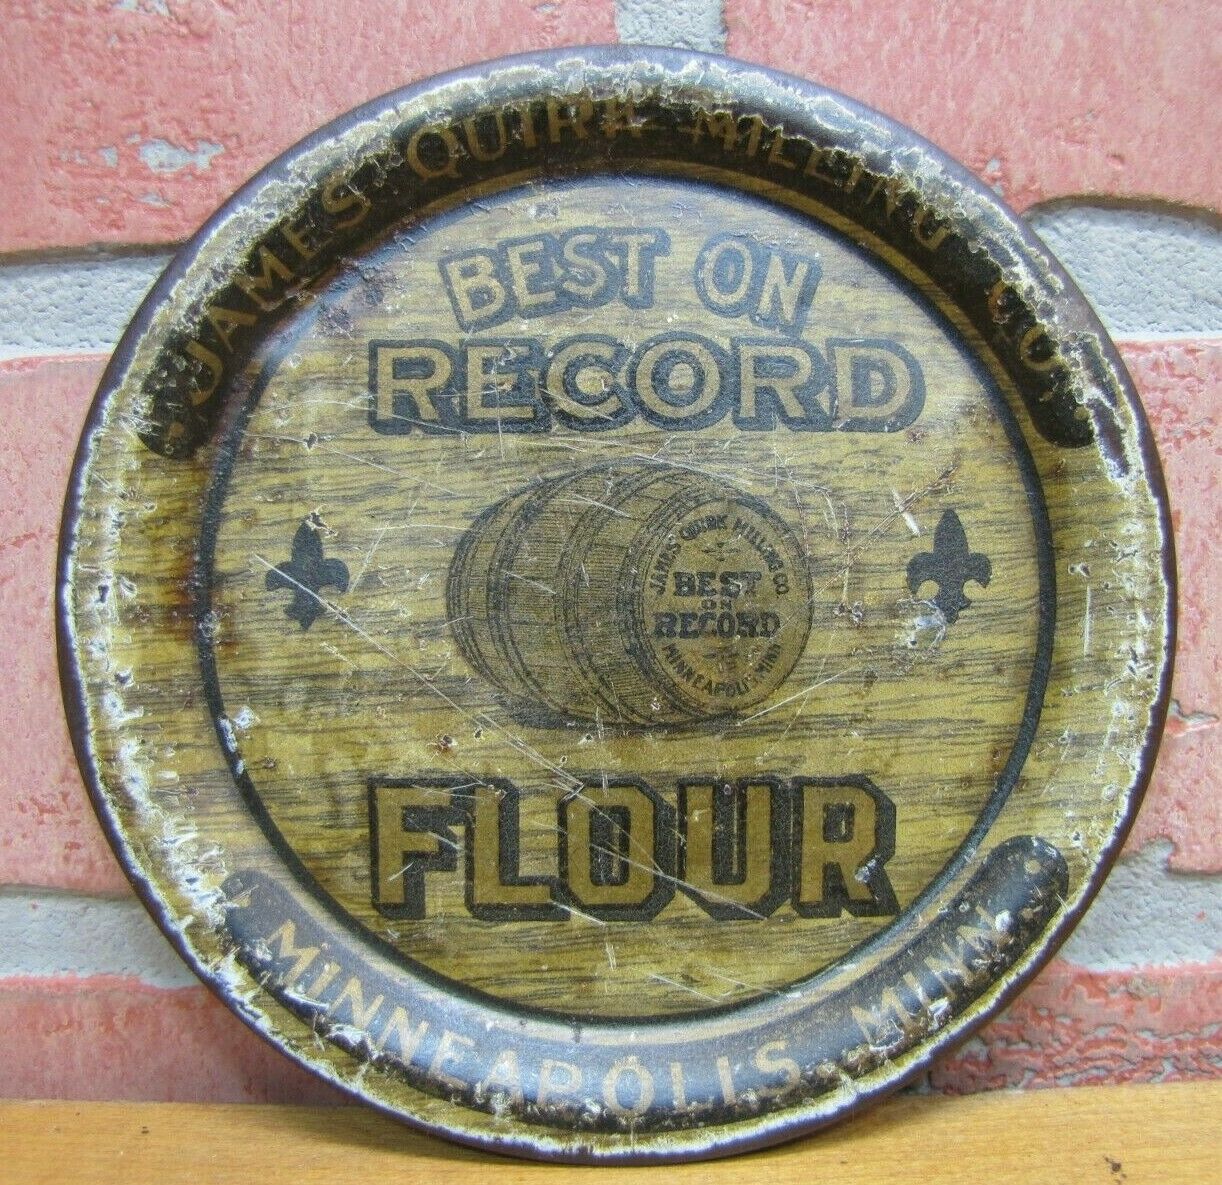 JAMES QUIRK MILLING CO.
BEST ON
RECORD
JAMES QUIRK MILLING CO.
BEST
ON
RECORD
MINNEAPOLIS MINN
FLOUR
MINNEAPOLIS MINN.